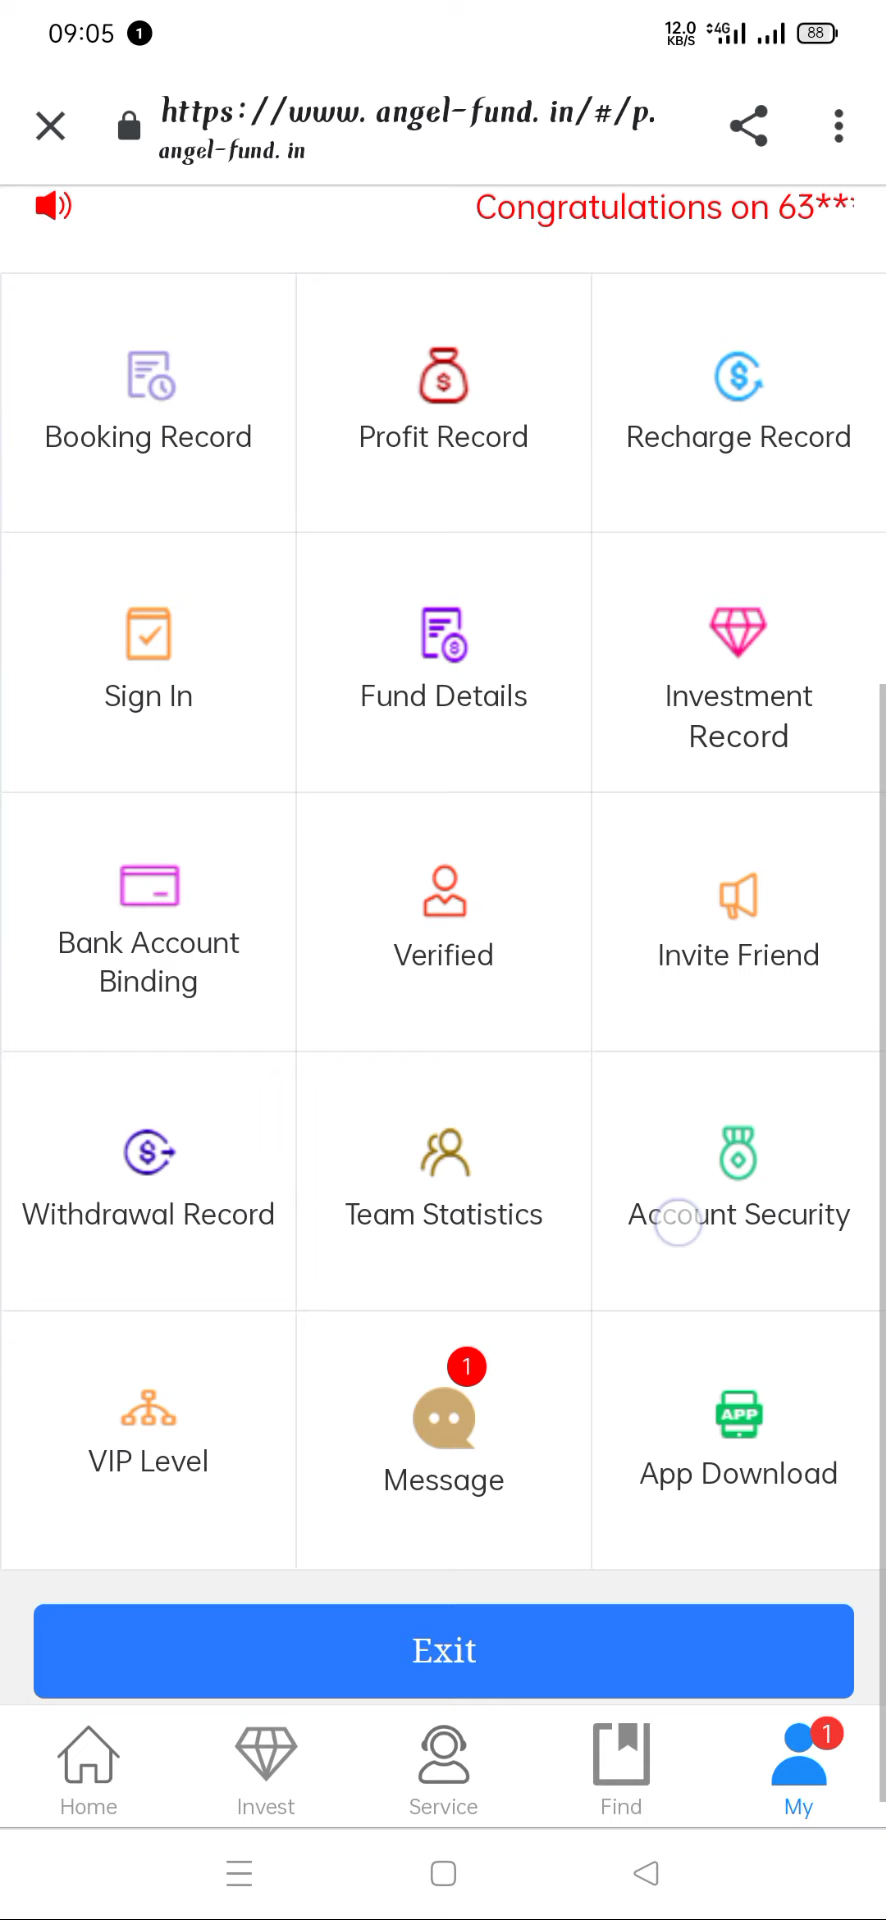 09:05 1
12.0 KB/S 4G 88
https://www. angel-fund. in/#/p.
angel-fund. in
Congratulations on 63**
Booking Record
Profit Record
Recharge Record
Sign In
Fund Details
Investment
Record
Bank Account
Binding
Verified
Invite Friend
Withdrawal Record
Team Statistics
Account Security
VIP Level
1
Message
APP
App Download
Exit
1
Home
Invest
Service
Find
My